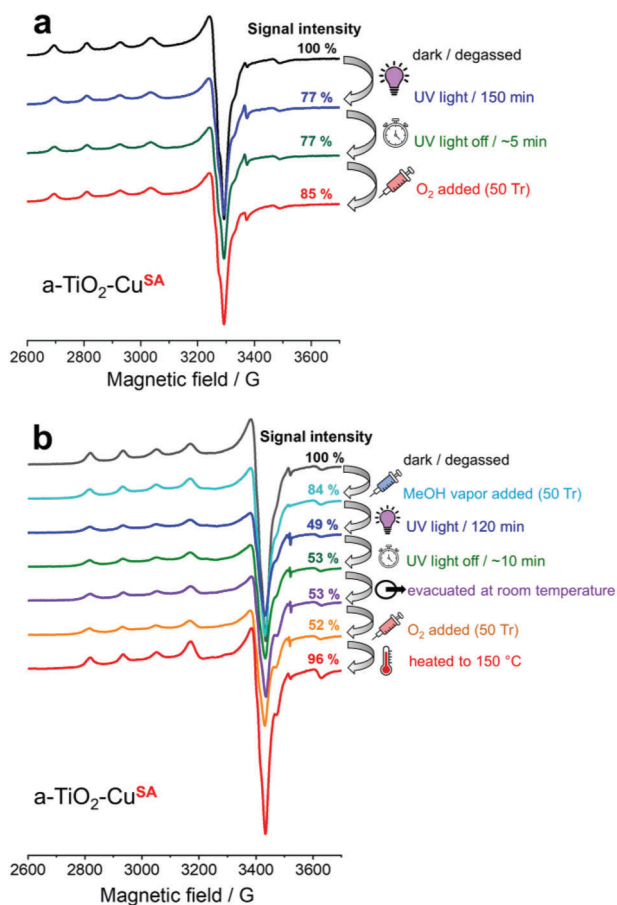 a
Signal intensity
100 %
dark / degassed
77 %
UV light / 150 min
77 %
UV light off / ~5 min
85 %
O₂ added (50 Tr)
a-TiO₂-Cuˢᴬ
2600 2800 3000 3200 3400 3600
Magnetic field / G
b
Signal intensity
100 %
dark / degassed
84 %
MeOH vapor added (50 Tr)
49 %
UV light / 120 min
53 %
UV light off / ~10 min
53 %
evacuated at room temperature
52 %
O₂ added (50 Tr)
96 %
heated to 150 °C
a-TiO₂-Cuˢᴬ
2600 2800 3000 3200 3400 3600
Magnetic field / G